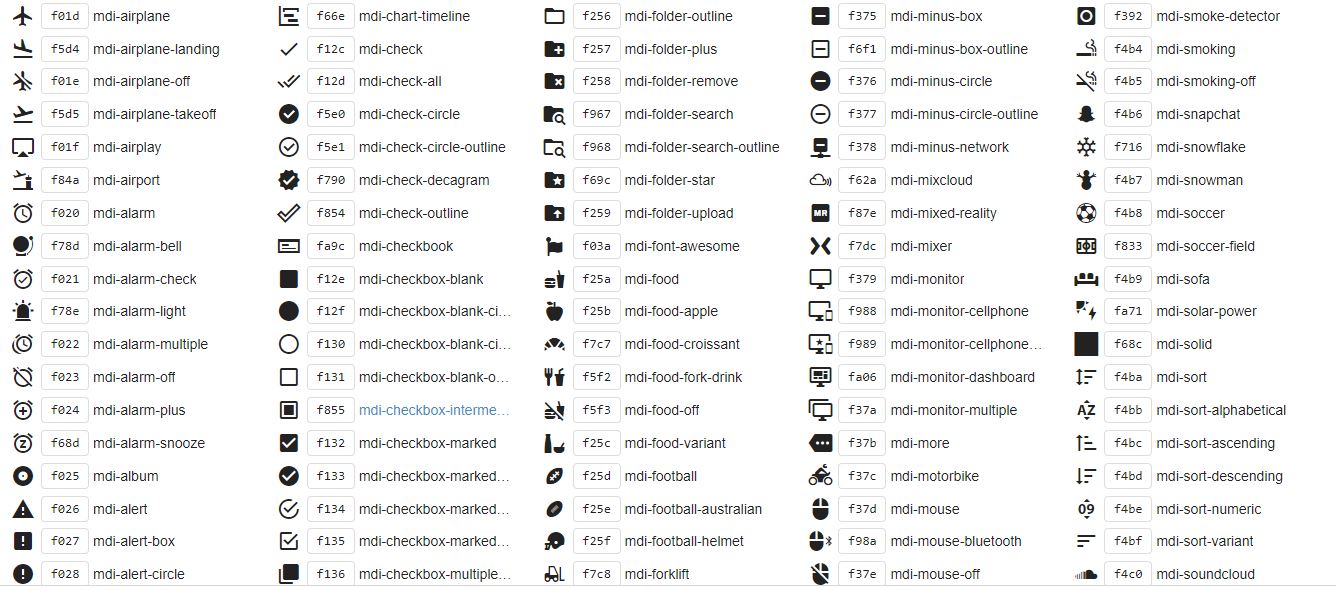 f01d mdi-airplane f66e mdi-chart-timeline f256 mdi-folder-outline f375 mdi-minus-box f392 mdi-smoke-detector
f5d4 mdi-airplane-landing f12c mdi-check f257 mdi-folder-plus f6f1 mdi-minus-box-outline f4b4 mdi-smoking
f01e mdi-airplane-off f12d mdi-check-all f258 mdi-folder-remove f376 mdi-minus-circle f4b5 mdi-smoking-off
f5d5 mdi-airplane-takeoff f5e0 mdi-check-circle f967 mdi-folder-search f377 mdi-minus-circle-outline f4b6 mdi-snapchat
f01f mdi-airplay f5e1 mdi-check-circle-outline f968 mdi-folder-search-outline f378 mdi-minus-network f716 mdi-snowflake
f84a mdi-airport f790 mdi-check-decagram f69c mdi-folder-star f62a mdi-mixcloud f4b7 mdi-snowman
f020 mdi-alarm f854 mdi-check-outline f259 mdi-folder-upload MR f87e mdi-mixed-reality f4b8 mdi-soccer
f78d mdi-alarm-bell fa9c mdi-checkbook f03a mdi-font-awesome f7dc mdi-mixer f833 mdi-soccer-field
f021 mdi-alarm-check f12e mdi-checkbox-blank f25a mdi-food f379 mdi-monitor f4b9 mdi-sofa
f78e mdi-alarm-light f12f mdi-checkbox-blank-ci... f25b mdi-food-apple f988 mdi-monitor-cellphone fa71 mdi-solar-power
f022 mdi-alarm-multiple f130 mdi-checkbox-blank-ci... f7c7 mdi-food-croissant f989 mdi-monitor-cellphone... f68c mdi-solid
f023 mdi-alarm-off f131 mdi-checkbox-blank-o... f5f2 mdi-food-fork-drink fa06 mdi-monitor-dashboard f4ba mdi-sort
f024 mdi-alarm-plus f855 mdi-checkbox-interme... f5f3 mdi-food-off f37a mdi-monitor-multiple AZ f4bb mdi-sort-alphabetical
f68d mdi-alarm-snooze f132 mdi-checkbox-marked f25c mdi-food-variant f37b mdi-more f4bc mdi-sort-ascending
f025 mdi-album f133 mdi-checkbox-marked... f25d mdi-football f37c mdi-motorbike f4bd mdi-sort-descending
f026 mdi-alert f134 mdi-checkbox-marked... f25e mdi-football-australian f37d mdi-mouse 09 f4be mdi-sort-numeric
f027 mdi-alert-box f135 mdi-checkbox-marked... f25f mdi-football-helmet f98a mdi-mouse-bluetooth f4bf mdi-sort-variant
f028 mdi-alert-circle f136 mdi-checkbox-multiple... f7c8 mdi-forklift f37e mdi-mouse-off f4c0 mdi-soundcloud